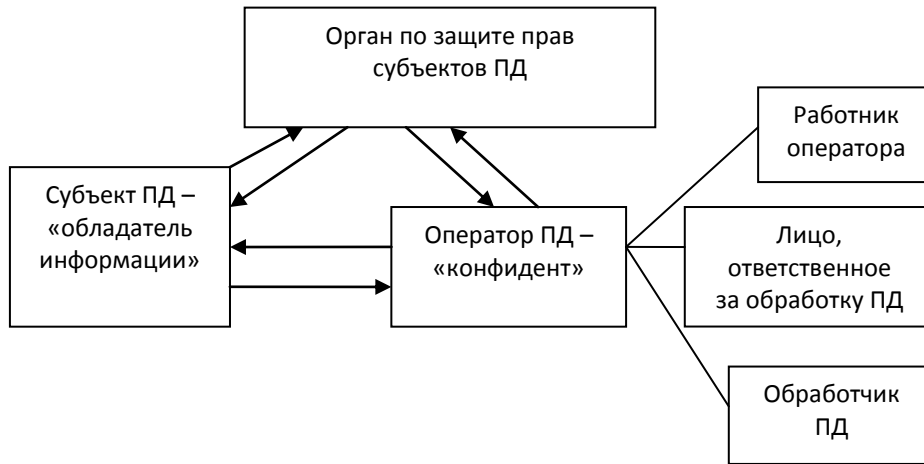 Орган по защите прав
субъектов ПД
Работник
оператора
Субъект ПД –
«обладатель
информации»
Оператор ПД –
«конфидент»
Лицо,
ответственное
за обработку ПД
Обработчик
ПД